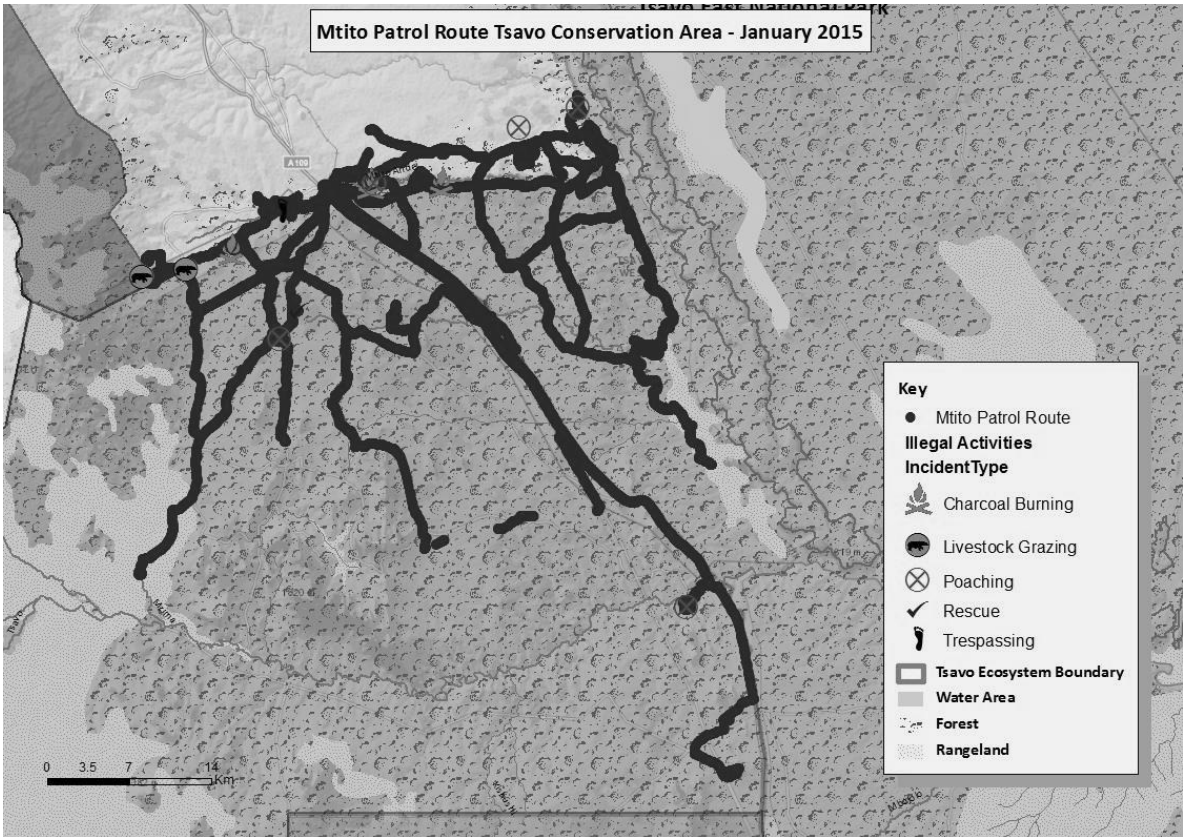 Tsavo East National Park
Mtito Patrol Route Tsavo Conservation Area - January 2015
A109
Key
Mtito Patrol Route
Illegal Activities
IncidentType
Charcoal Burning
Livestock Grazing
Poaching
Rescue
Trespassing
Tsavo Ecosystem Boundary
Water Area
Forest
Rangeland
Tsavo
0 3.5 7 14
Km